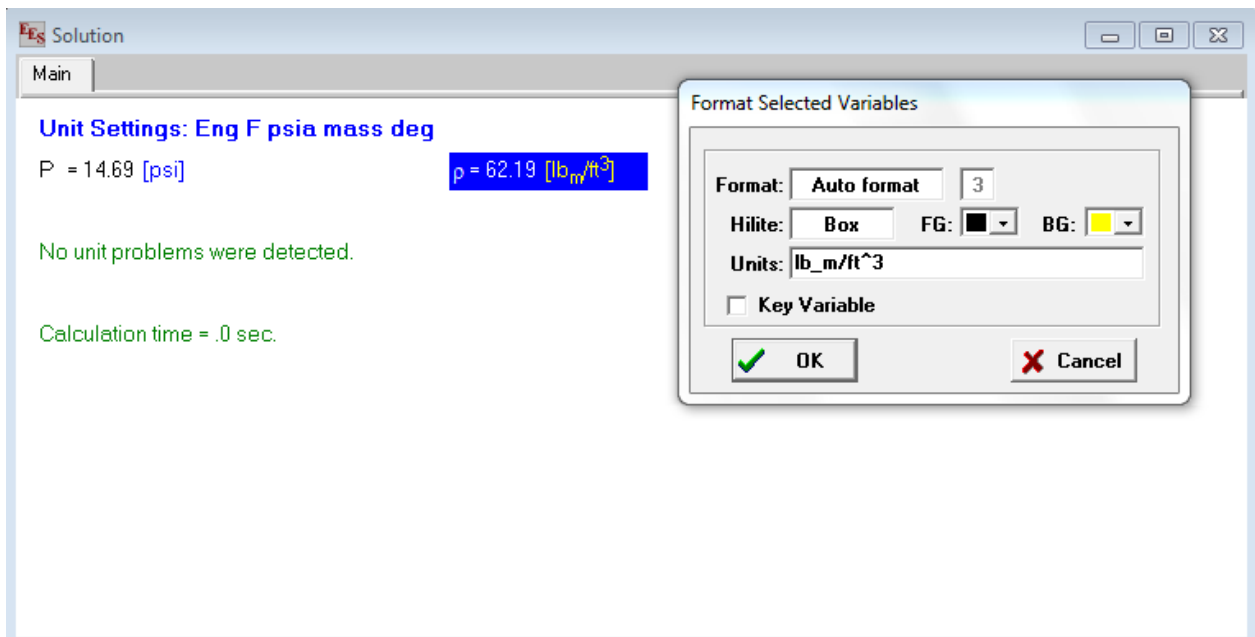 EES Solution
Main
Unit Settings: Eng F psia mass deg
P = 14.69 [psi]
ρ = 62.19 [lbm/ft3]
No unit problems were detected.
Calculation time = .0 sec.
Format Selected Variables
Format: Auto format 3
Hilite: Box FG: BG:
Units: lb_m/ft^3
Key Variable
OK Cancel